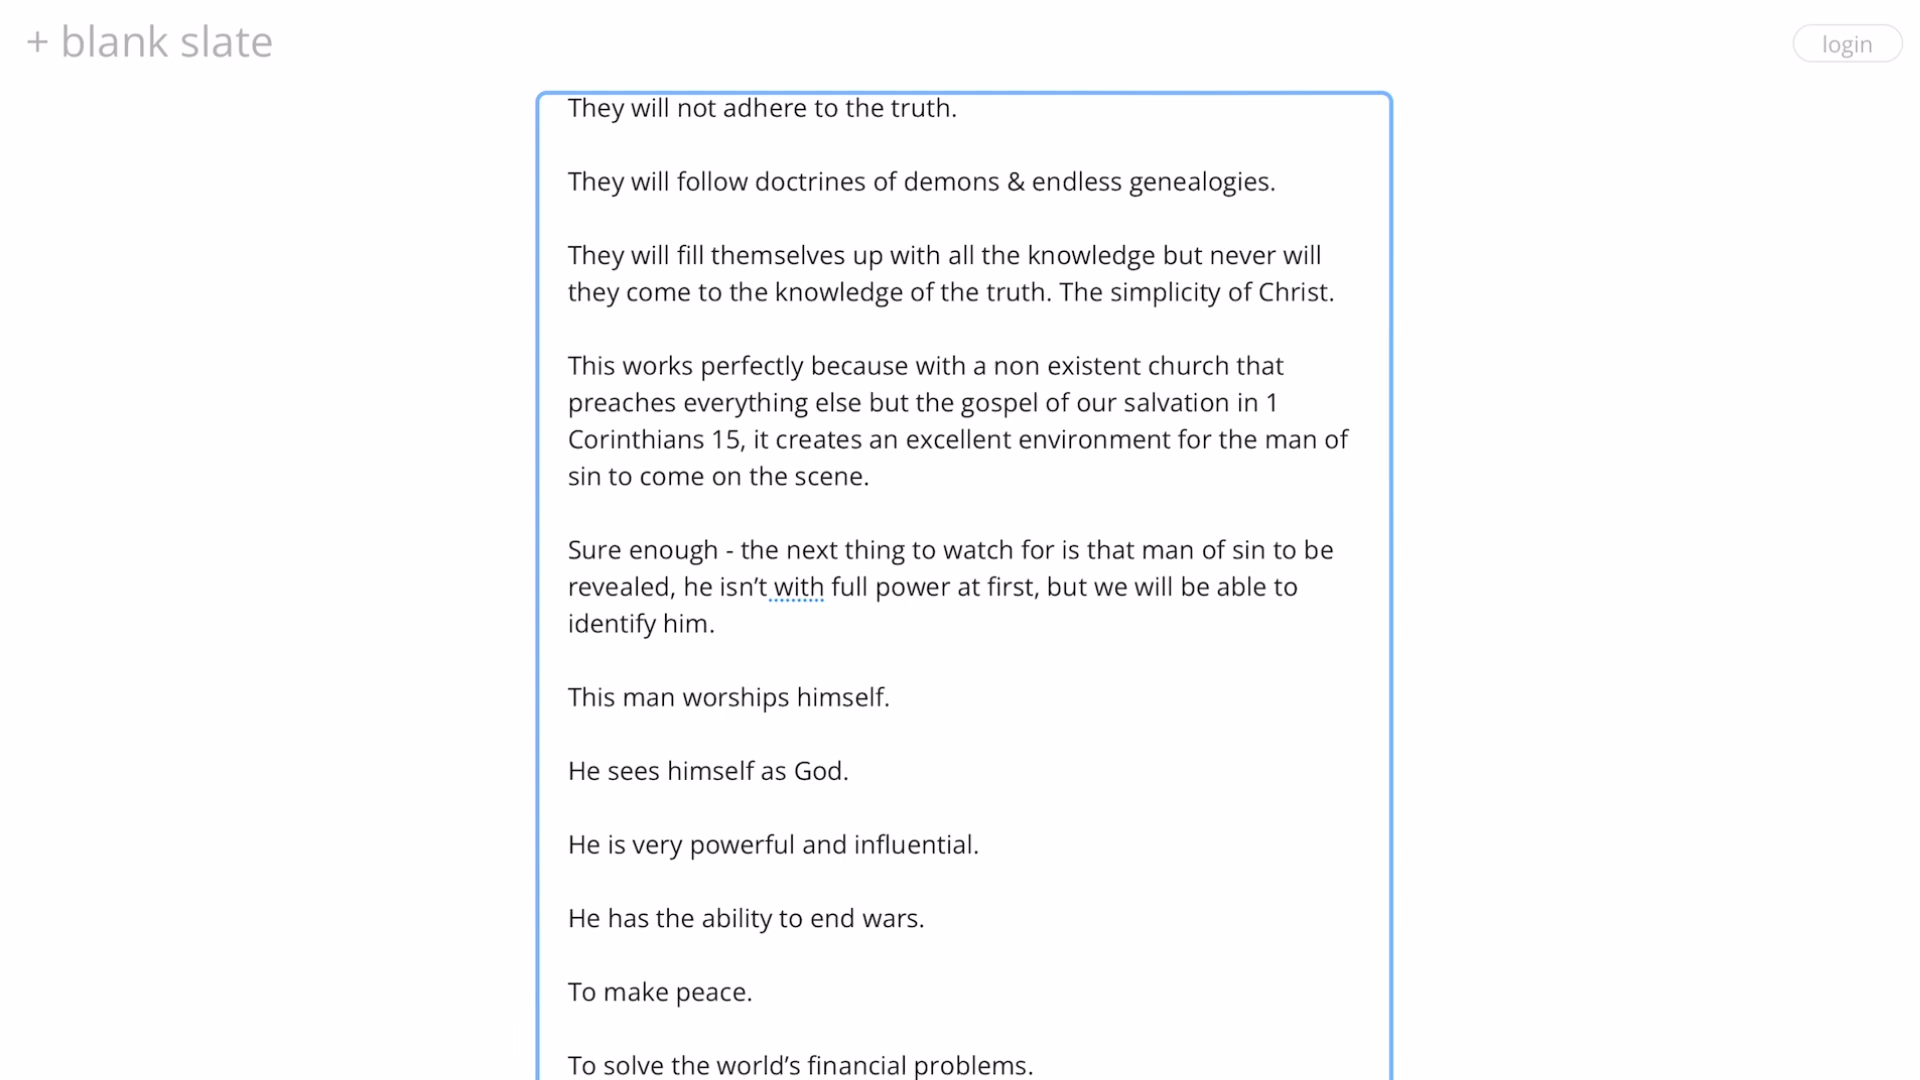 + blank slate
login
They will not adhere to the truth.
They will follow doctrines of demons & endless genealogies.
They will fill themselves up with all the knowledge but never will
they come to the knowledge of the truth. The simplicity of Christ.
This works perfectly because with a non existent church that
preaches everything else but the gospel of our salvation in 1
Corinthians 15, it creates an excellent environment for the man of
sin to come on the scene.
Sure enough - the next thing to watch for is that man of sin to be
revealed, he isn’t with full power at first, but we will be able to
identify him.
This man worships himself.
He sees himself as God.
He is very powerful and influential.
He has the ability to end wars.
To make peace.
To solve the world’s financial problems.